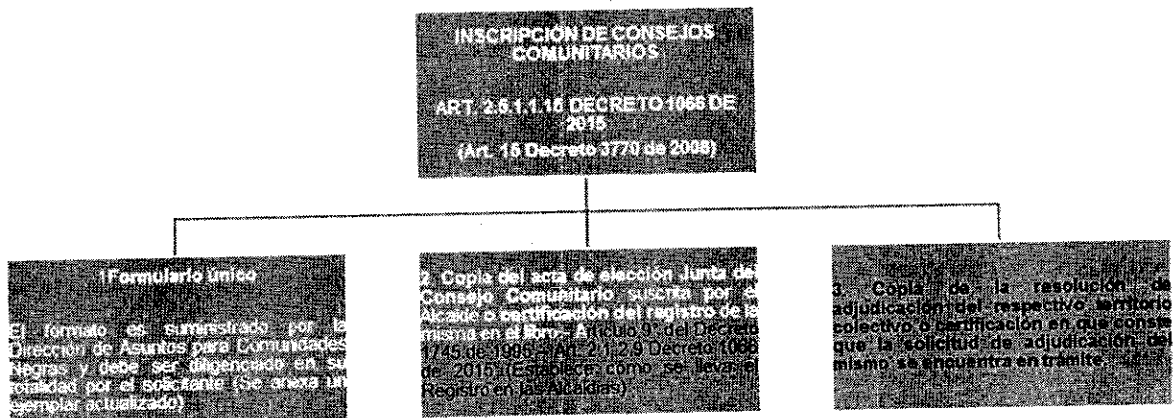 INSCRIPCIÓN DE CONSEJOS
COMUNITARIOS
ART. 2.5.1.1.15 DECRETO 1066 DE
2015
(Art. 15 Decreto 3770 de 2008)
1Formulario único
El formato es suministrado por la
Dirección de Asuntos para Comunidades
Negras y debe ser diligenciado en su
totalidad por el solicitante (Se anexa un
ejemplar actualizado)
2. Copia del acta de elección Junta del
Consejo Comunitario suscrita por el
Alcalde o certificación del registro de la
misma en el libro.- Artículo 9° del Decreto
1745 de 1995 - (Art. 2.1.2.9 Decreto 1066
de 2015 (Establece como se lleva el
Registro en las Alcaldías)
3. Copia de la resolución de
adjudicación del respectivo territorio
colectivo o certificación en que conste
que la solicitud de adjudicación del
mismo se encuentra en trámite.